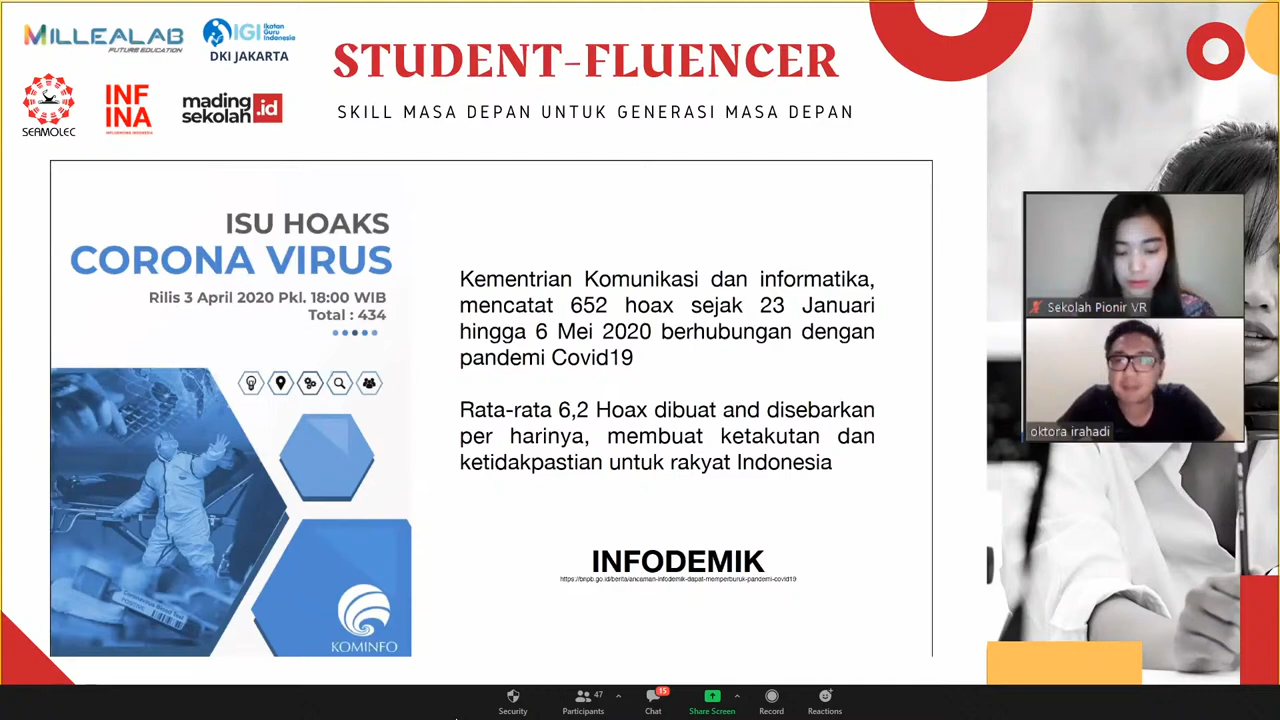 MILLEALAB
FUTURE EDUCATION
IGI
Ikatan
Guru
Indonesia
DKI JAKARTA
SEAMOLEC
INF
INA
mading
sekolah
.id
STUDENT-FLUENCER
SKILL MASA DEPAN UNTUK GENERASI MASA DEPAN
ISU HOAKS
CORONA VIRUS
Rilis 3 April 2020 Pkl. 18:00 WIB
Total : 434
KOMINFO
Kementrian Komunikasi dan informatika,
mencatat 652 hoax sejak 23 Januari
hingga 6 Mei 2020 berhubungan dengan
pandemi Covid19
Rata-rata 6,2 Hoax dibuat and disebarkan
per harinya, membuat ketakutan dan
ketidakpastian untuk rakyat Indonesia
INFODEMIK
https://bnpb.go.id/berita/ancaman-infodemik-dapat-memperburuk-pandemi-covid19
Sekolah Pionir VR
oktora irahadi
Security
Participants
47
Chat
15
Share Screen
Record
Reactions